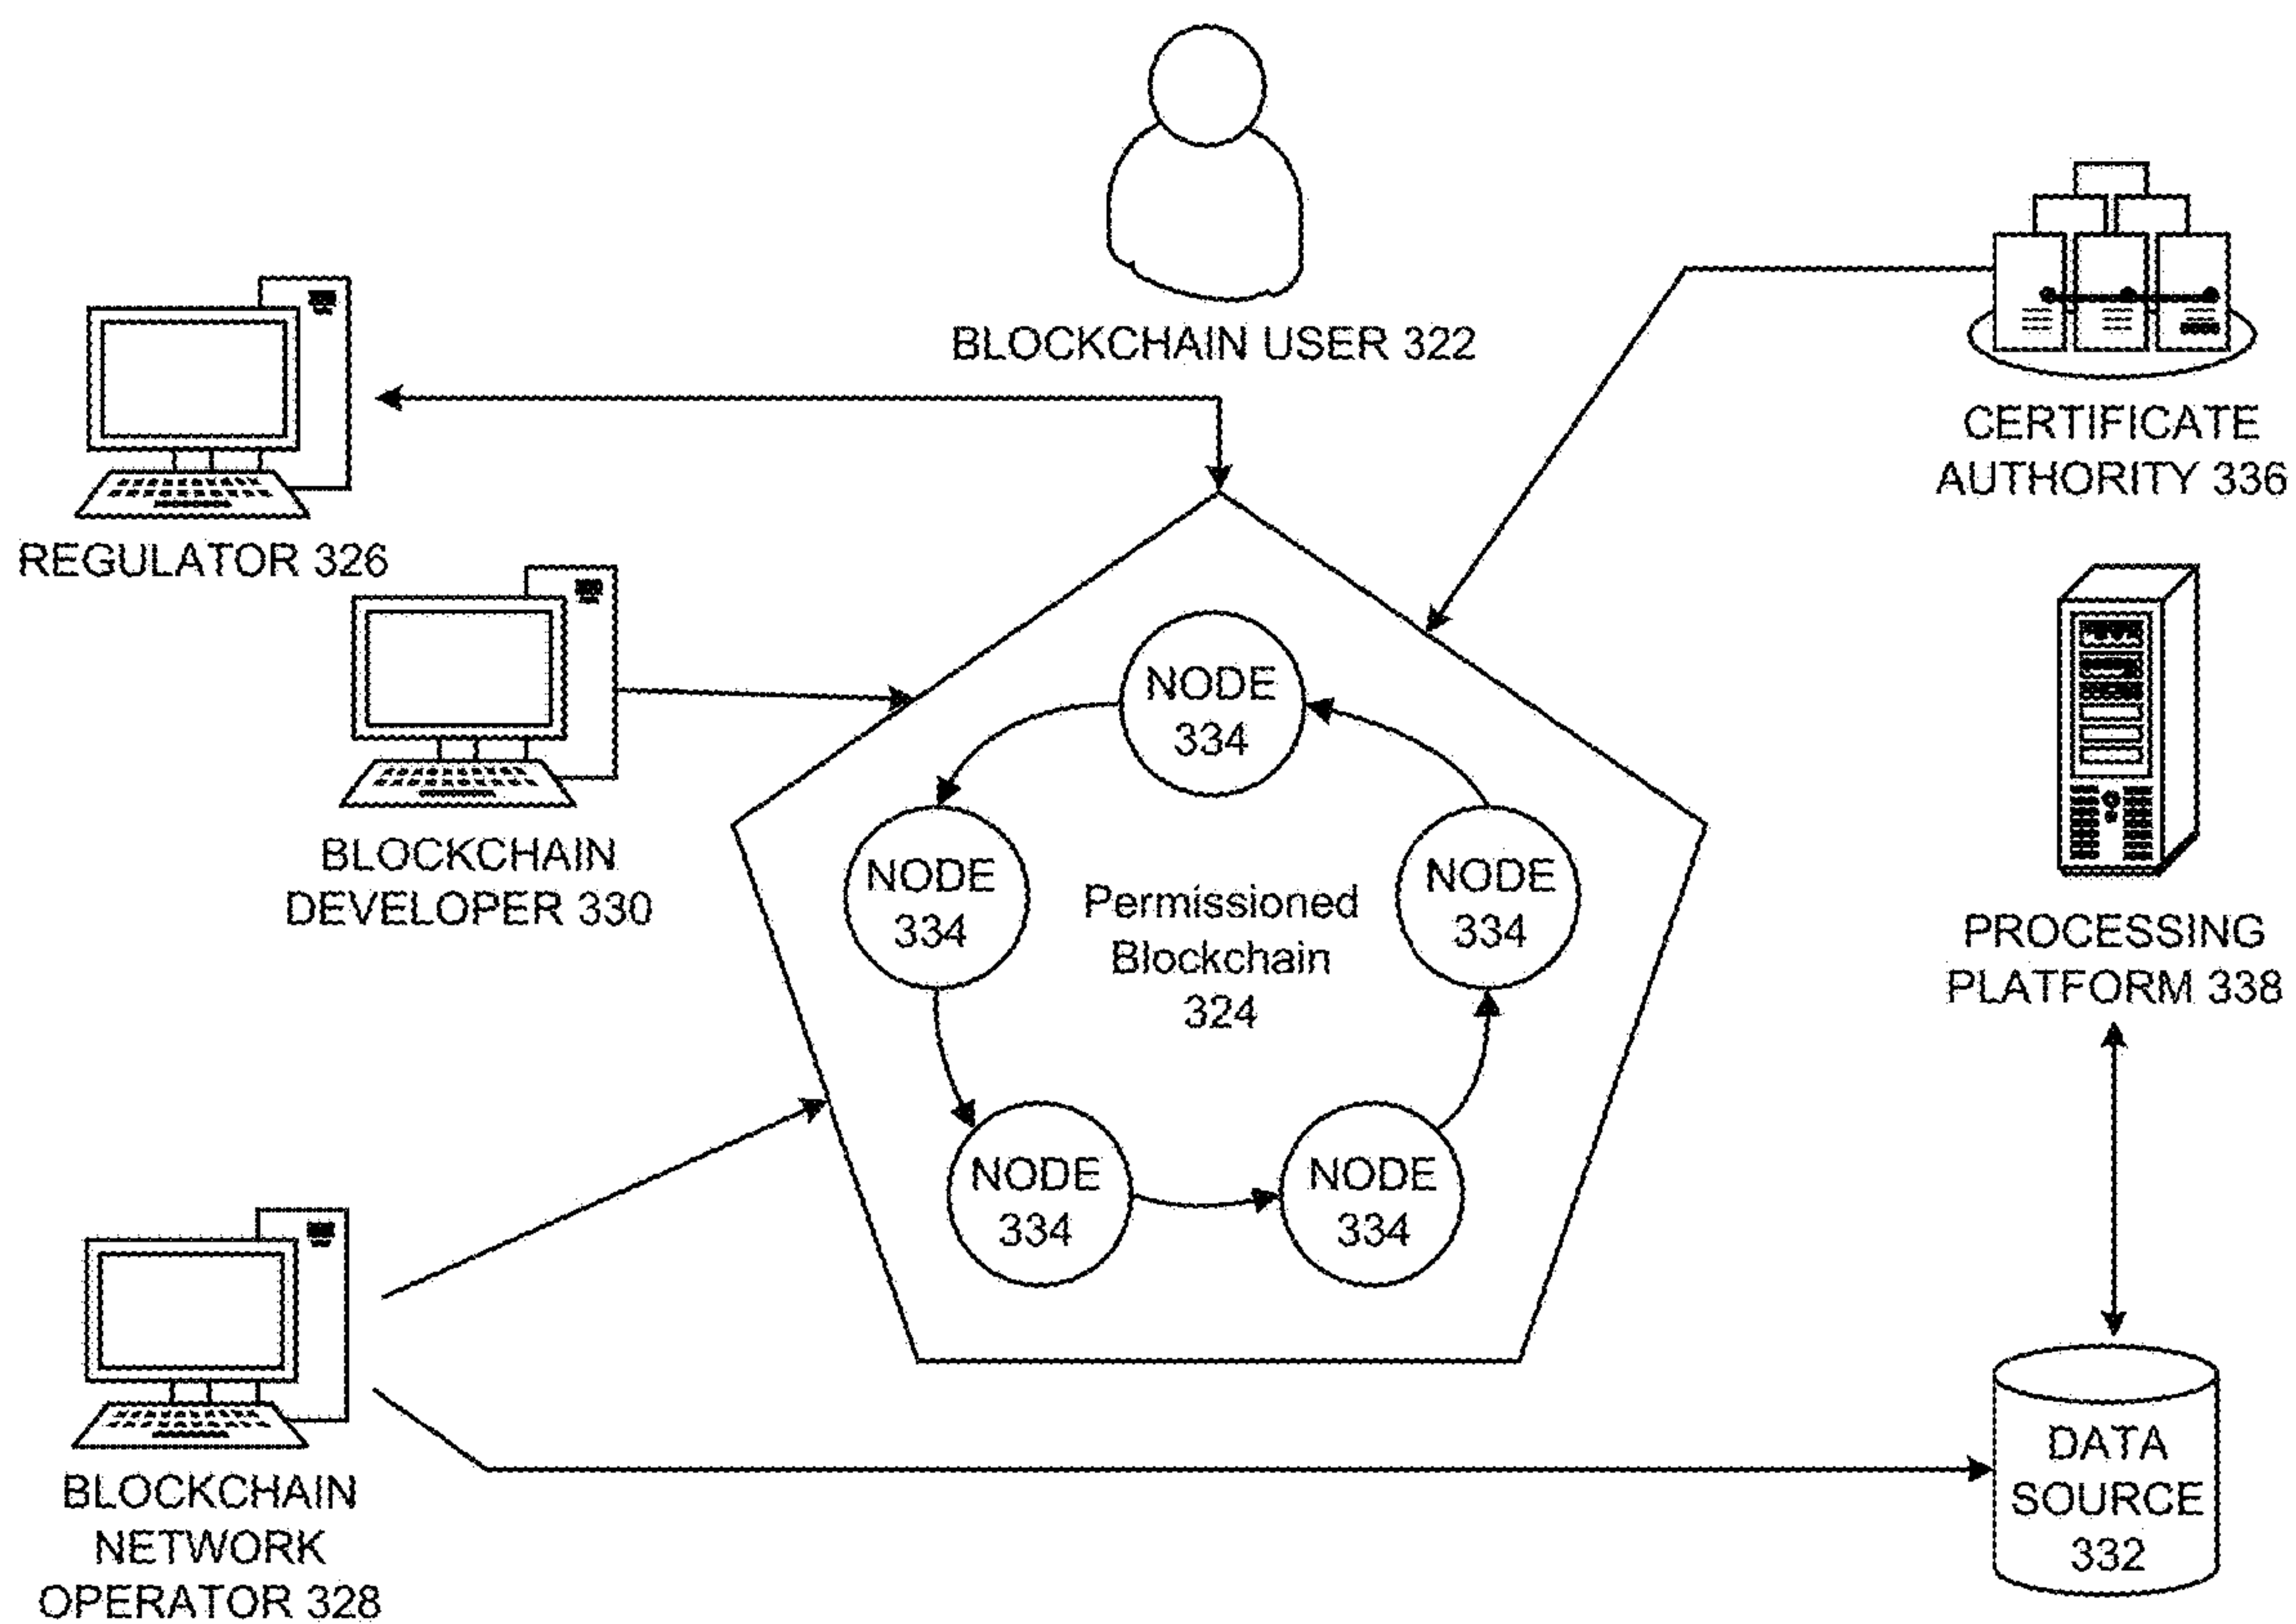 BLOCKCHAIN USER 322
CERTIFICATE
AUTHORITY 336
REGULATOR 326
BLOCKCHAIN
DEVELOPER 330
NODE
334
NODE
334
Permissioned
Blockchain
324
NODE
334
PROCESSING
PLATFORM 338
NODE
334
NODE
334
BLOCKCHAIN
NETWORK
OPERATOR 328
DATA
SOURCE
332